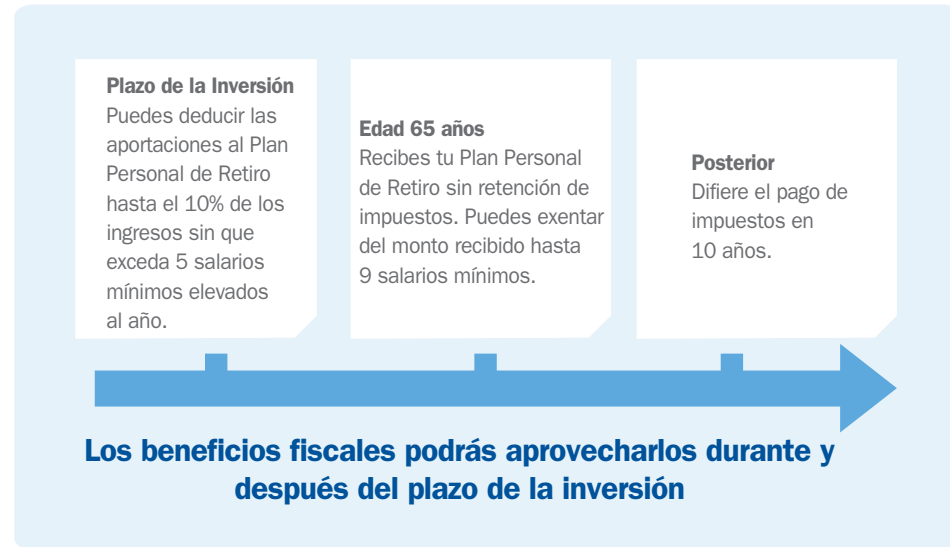 Plazo de la Inversión
Puedes deducir las
aportaciones al Plan
Personal de Retiro
hasta el 10% de los
ingresos sin que
exceda 5 salarios
mínimos elevados
al año.
Edad 65 años
Recibes tu Plan Personal
de Retiro sin retención de
impuestos. Puedes exentar
del monto recibido hasta
9 salarios mínimos.
Posterior
Difiere el pago de
impuestos en
10 años.
Los beneficios fiscales podrás aprovecharlos durante y
después del plazo de la inversión